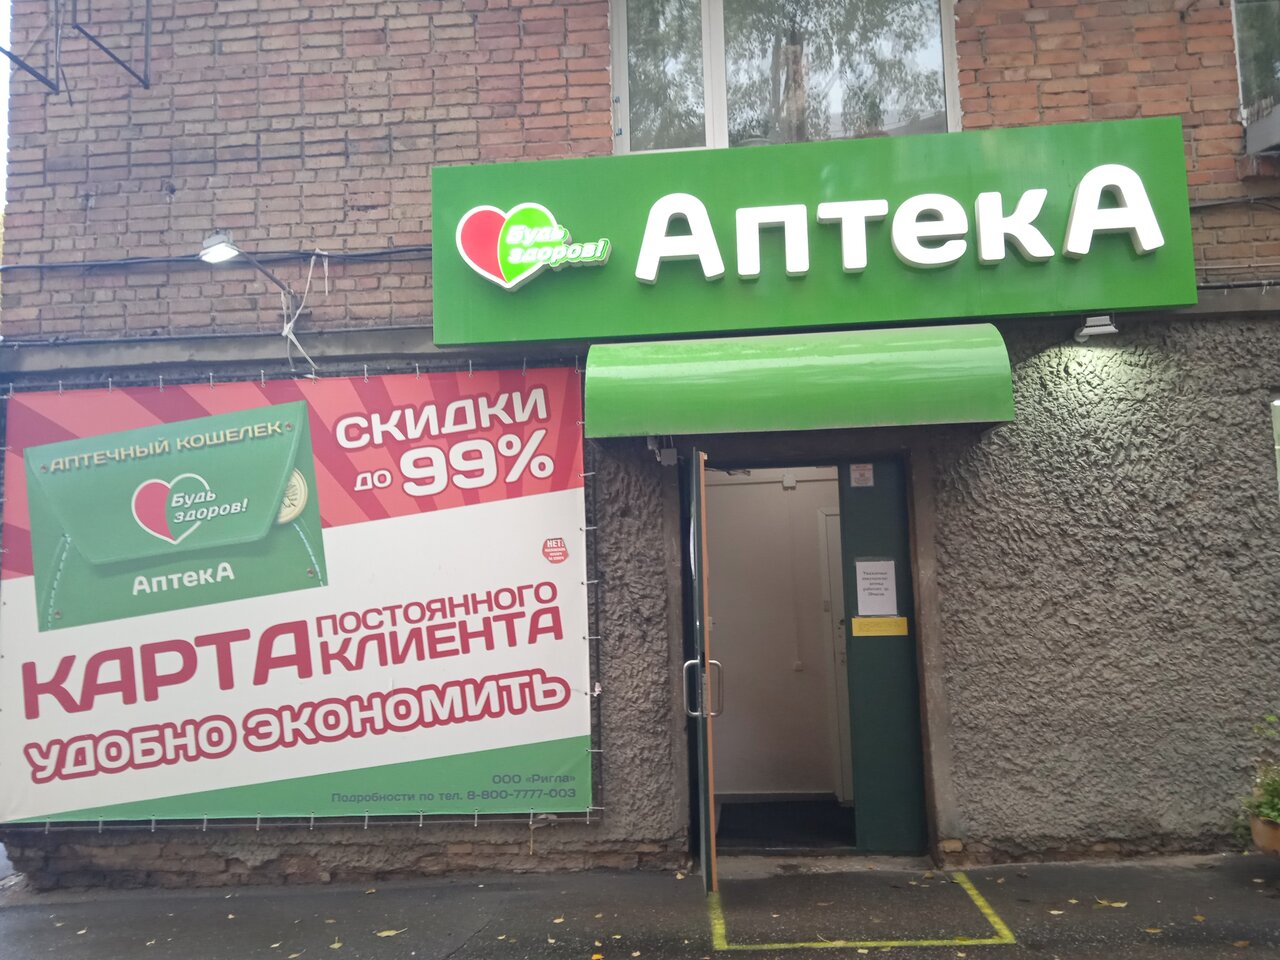 Будь
здоров!
АптекА
СКИДКИ
до 99%
АПТЕЧНЫЙ КОШЕЛЕК
Будь
здоров!
АптекА
НЕТ!
КАРТА ПОСТОЯННОГО КЛИЕНТА
УДОБНО ЭКОНОМИТЬ
ООО «Ригла»
Подробности по тел. 8-800-7777-003